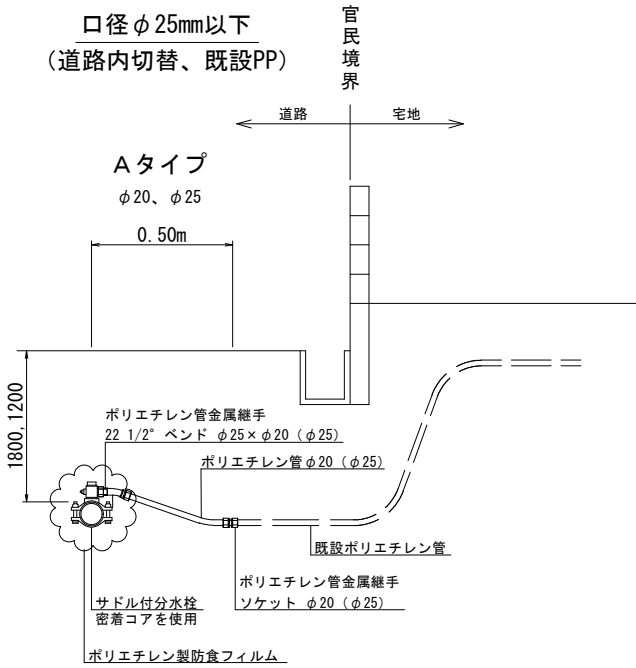 口径φ25mm以下
(道路内切替、既設PP)
官民境界
道路
宅地
Aタイプ
φ20、φ25
0.50m
1800,1200
ポリエチレン管金属継手
22 1/2° ベンド φ25×φ20 (φ25)
ポリエチレン管φ20 (φ25)
既設ポリエチレン管
ポリエチレン管金属継手
ソケット φ20 (φ25)
サドル付分水栓
密着コアを使用
ポリエチレン製防食フィルム